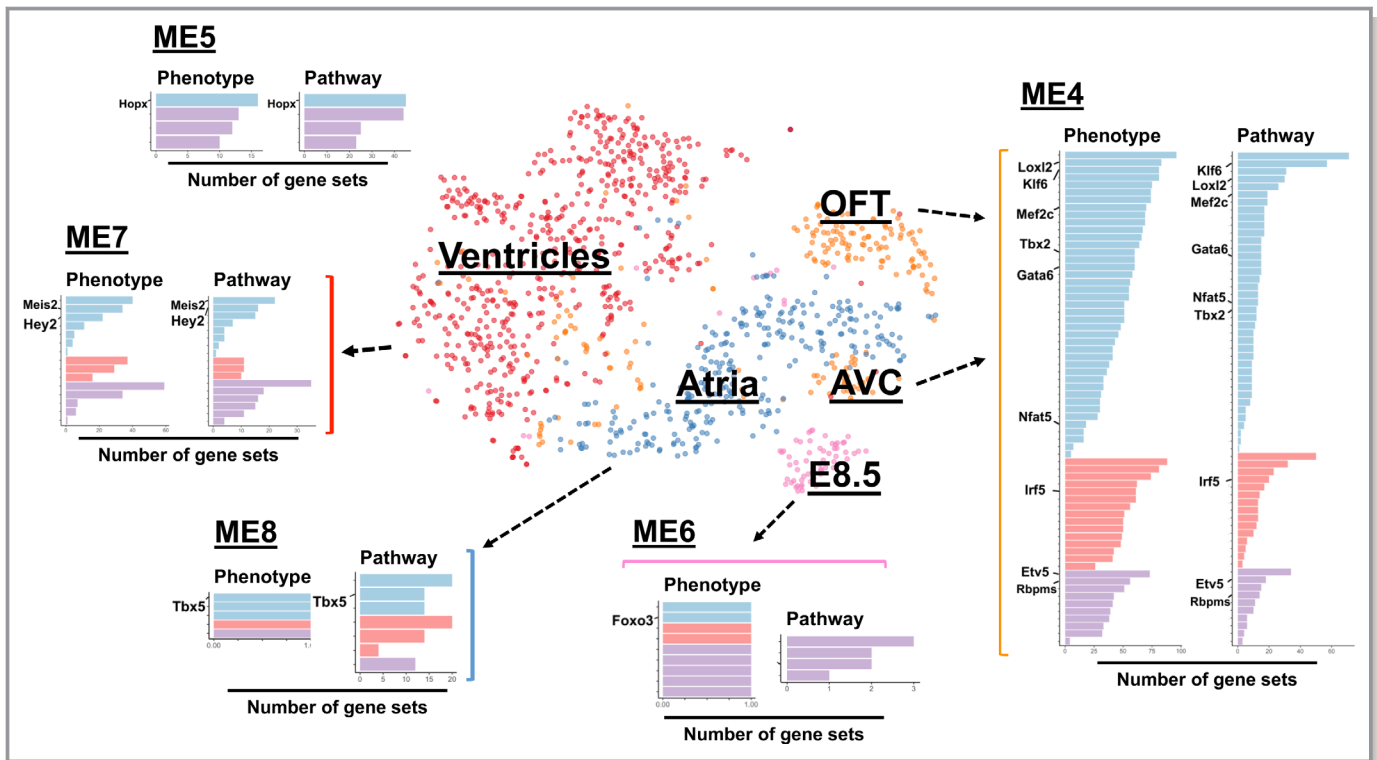 ME5
Phenotype
Pathway
Hopx
Hopx
0 5 10 15
0 10 20 30 40
Number of gene sets
ME7
Phenotype
Pathway
Meis2
Hey2
Meis2
Hey2
0 20 40 60
0 10 20 30
Number of gene sets
Ventricles
OFT
Atria
AVC
E8.5
ME8
Phenotype
Pathway
Tbx5
Tbx5
0.00 1.
0 5 10 15 20
Number of gene sets
ME6
Phenotype
Pathway
Foxo3
0.00 1.00
0 1 2 3
Number of gene sets
ME4
Phenotype
Pathway
Loxl2
Klf6
Mef2c
Tbx2
Gata6
Nfat5
Irf5
Etv5
Rbpms
Klf6
Loxl2
Mef2c
Gata6
Nfat5
Tbx2
Irf5
Etv5
Rbpms
0 25 50 75 100
0 20 40 60
Number of gene sets